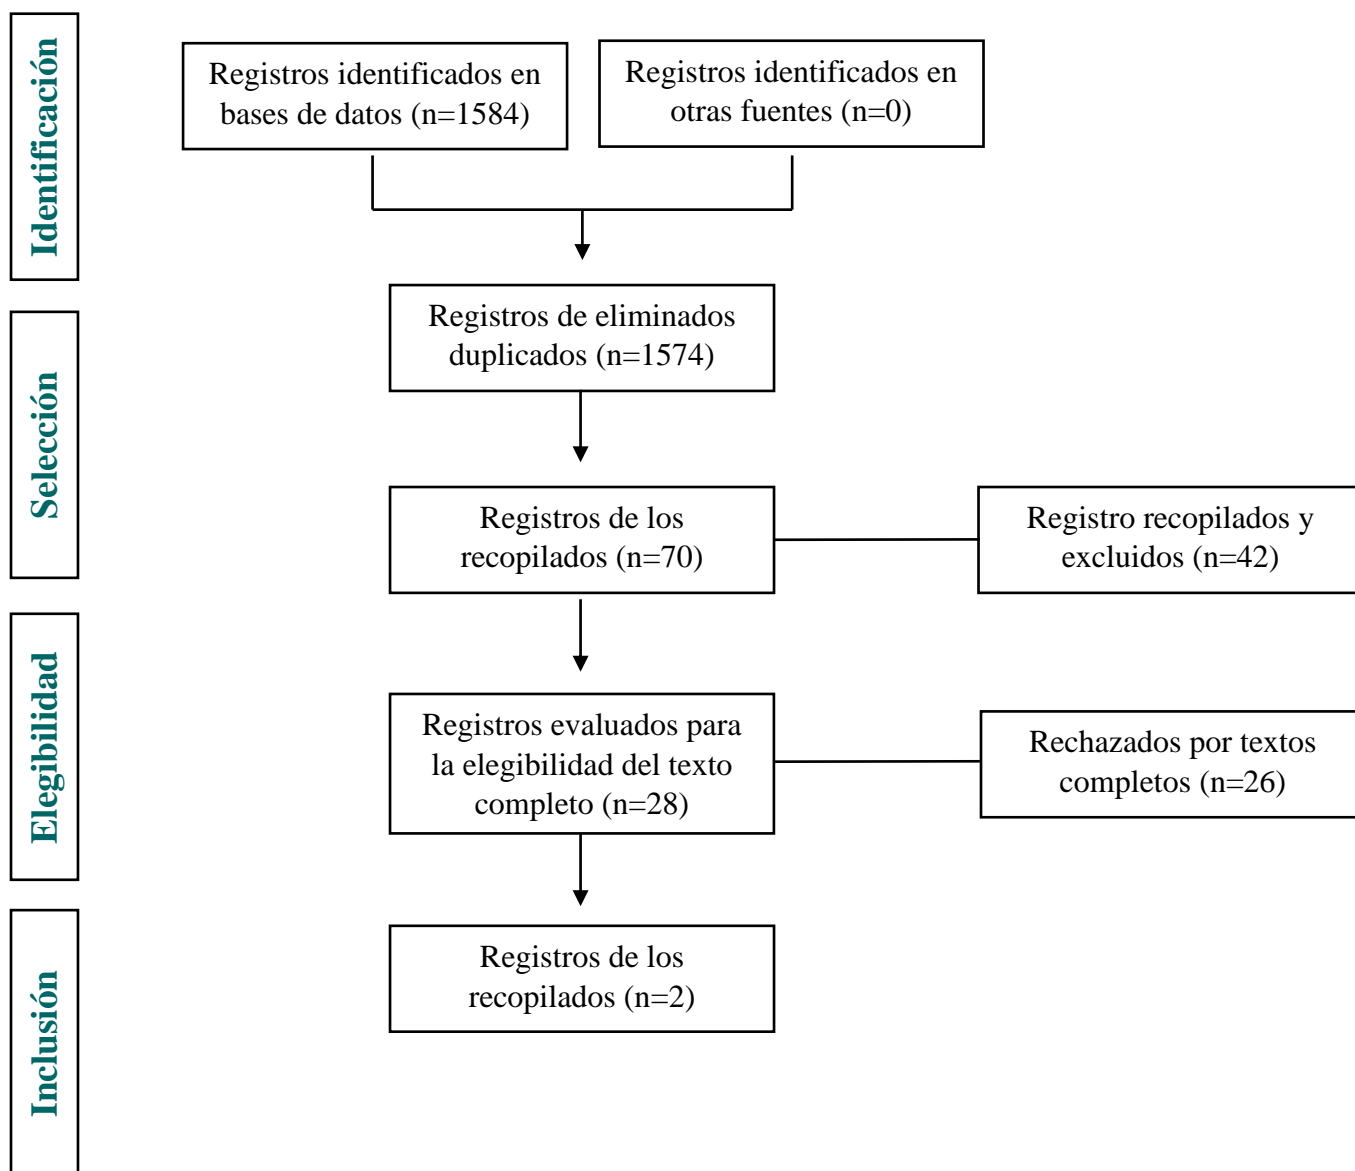 Identificación
Registros identificados en
bases de datos (n=1584)
Registros identificados en
otras fuentes (n=0)
Selección
Registros de eliminados
duplicados (n=1574)
Registros de los
recopilados (n=70)
Registro recopilados y
excluidos (n=42)
Elegibilidad
Registros evaluados para
la elegibilidad del texto
completo (n=28)
Rechazados por textos
completos (n=26)
Inclusión
Registros de los
recopilados (n=2)